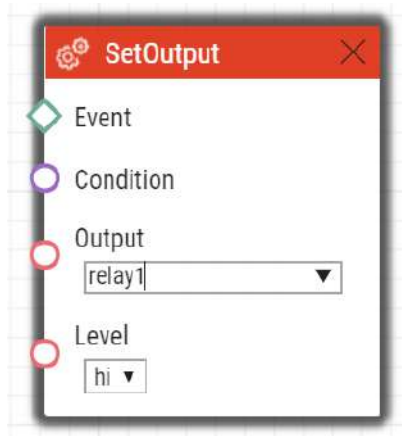 SetOutput
Event
Condition
Output
relay1
Level
hi